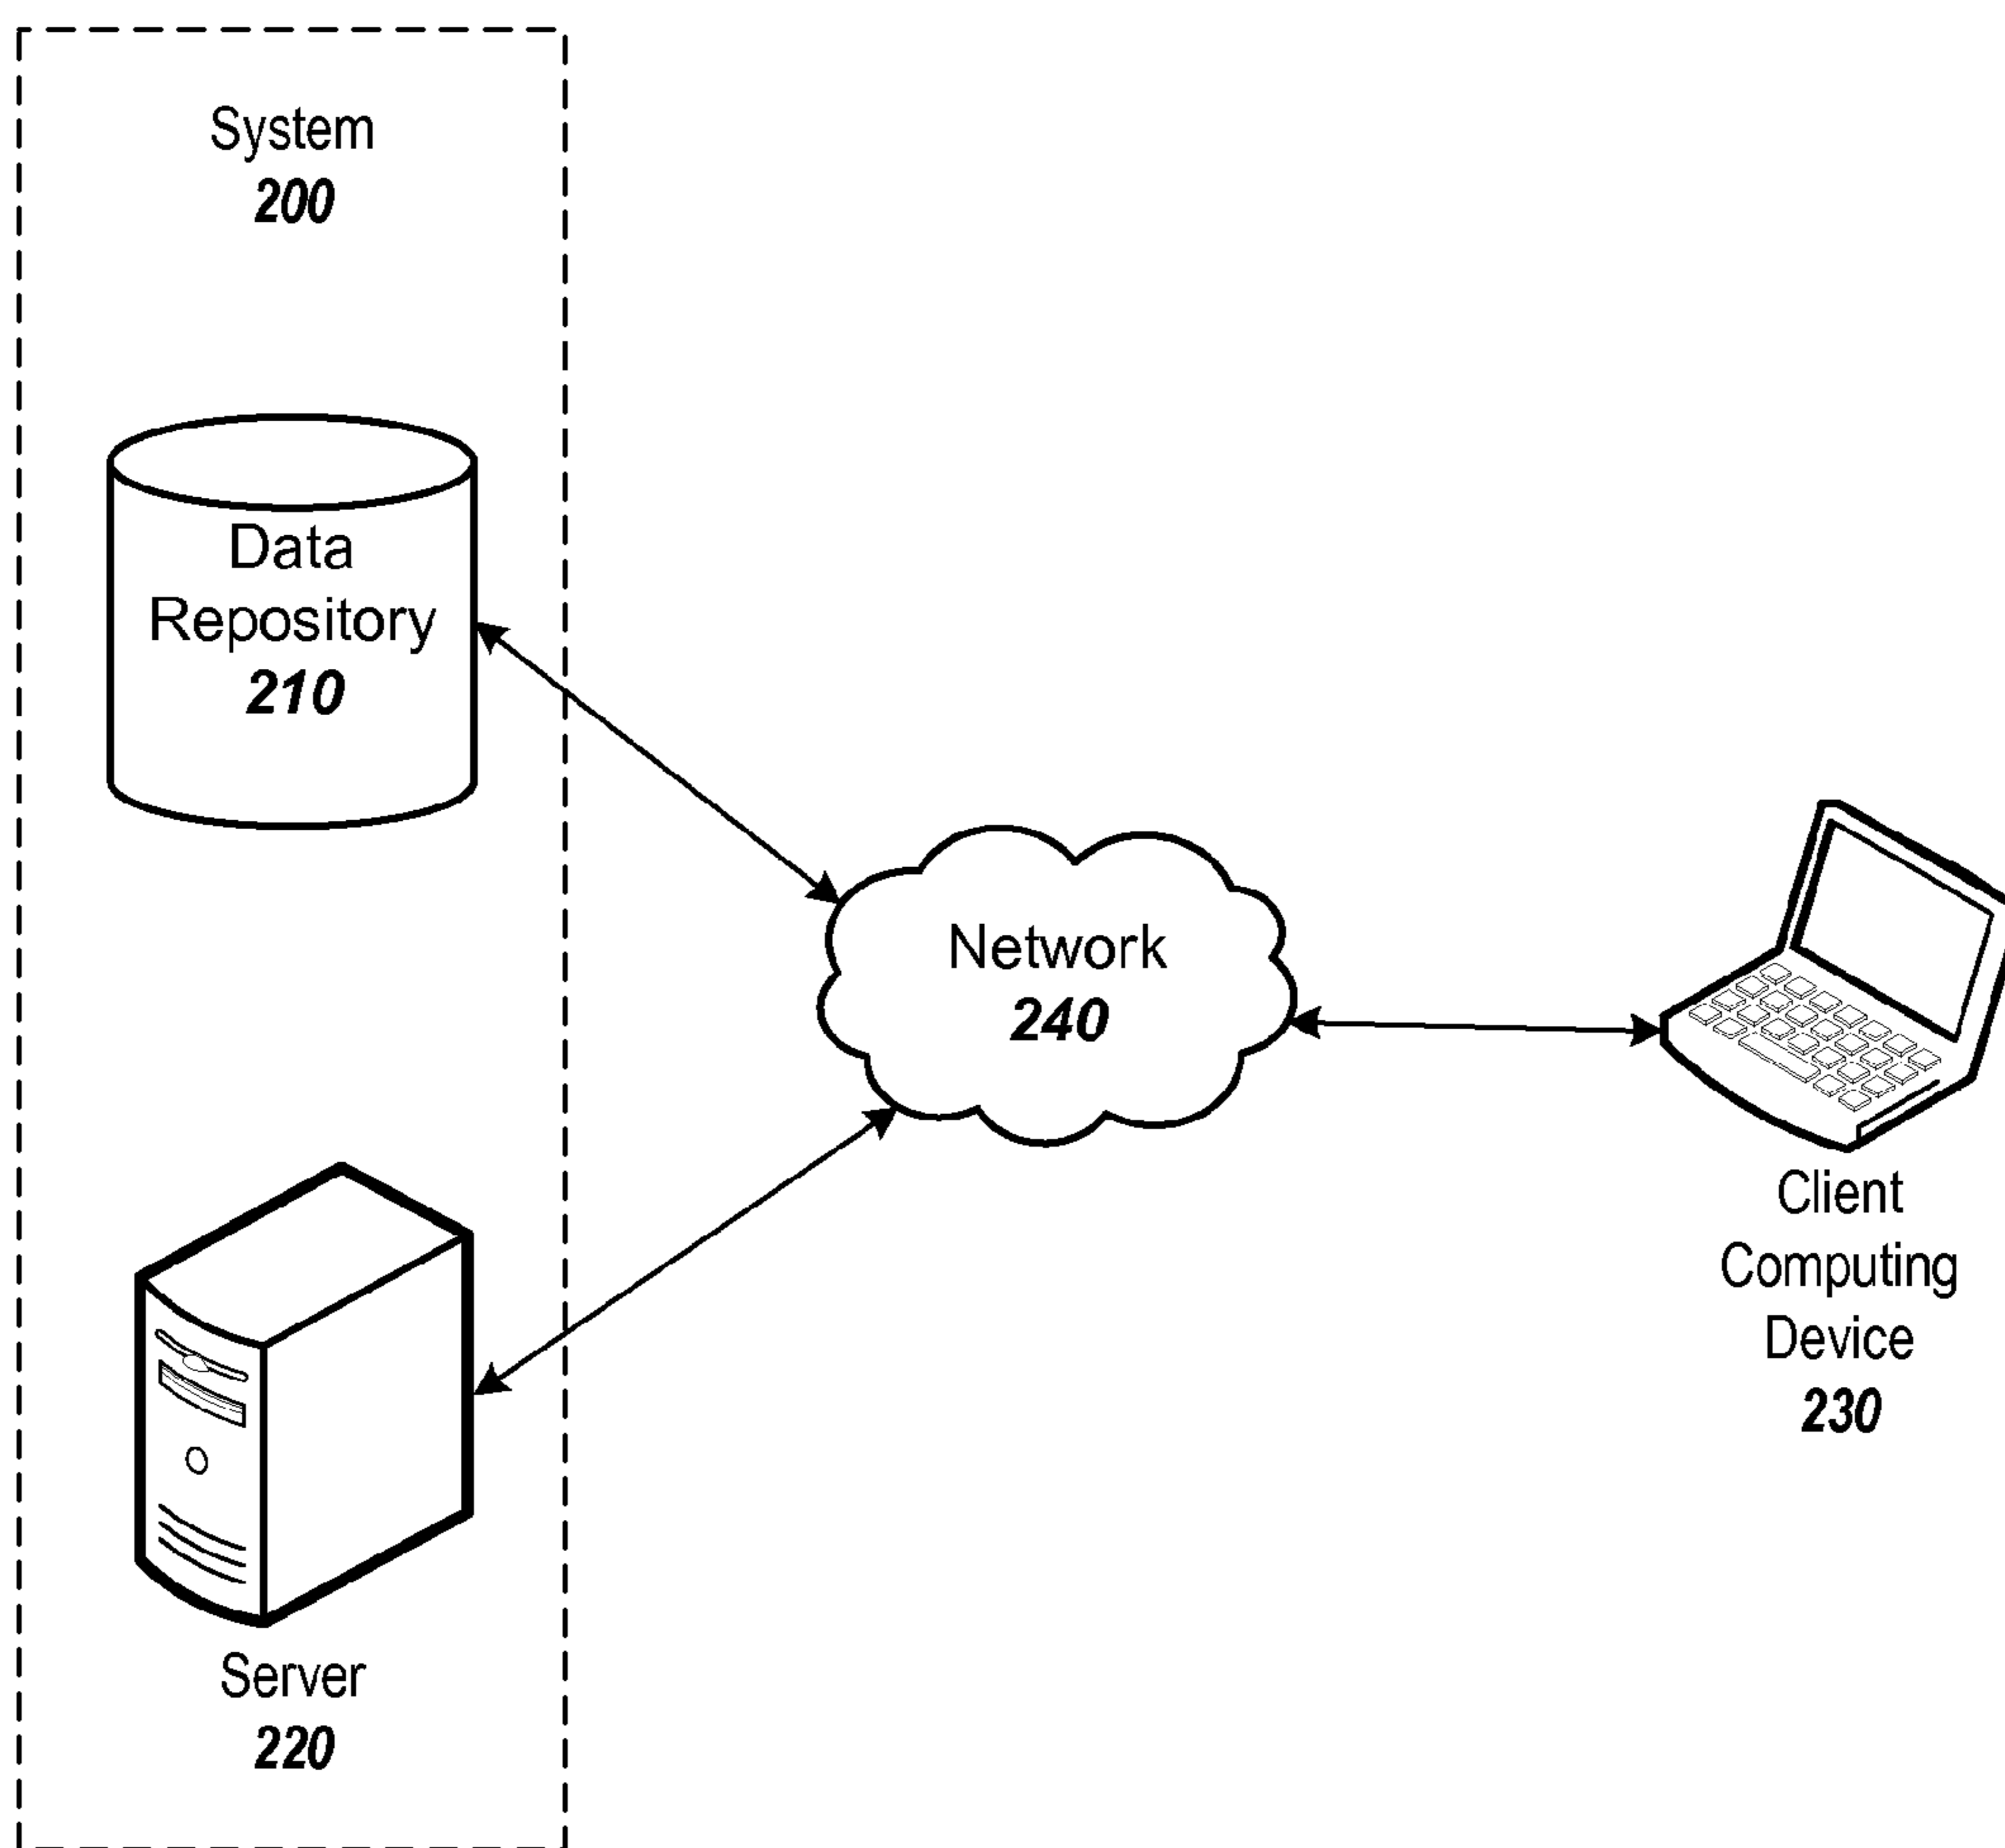 System
200
Data
Repository
210
Network
240
Client
Computing
Device
230
Server
220